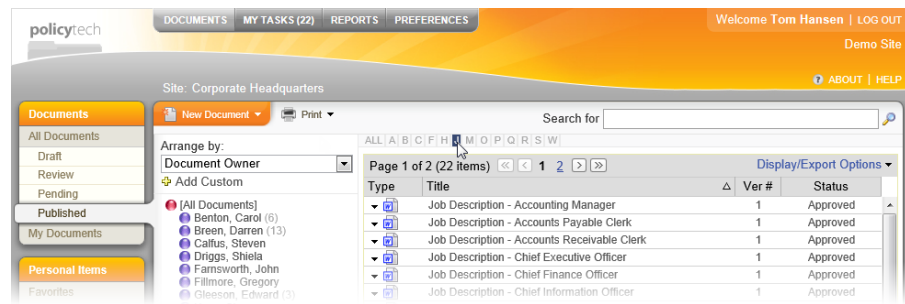 policytech
DOCUMENTS MY TASKS (22) REPORTS PREFERENCES
Welcome Tom Hansen | LOG OUT
Demo Site
Site: Corporate Headquarters
ABOUT | HELP
Documents
All Documents
Draft
Review
Pending
Published
My Documents
Personal Items
Favorites
New Document Print
Search for
Arrange by:
Document Owner
Add Custom
[All Documents]
Benton, Carol (6)
Breen, Darren (13)
Calfus, Steven
Driggs, Shiela
Farnsworth, John
Fillmore, Gregory
Gleeson, Edward (3)
ALL A B C F H J M O P Q R S W
Page 1 of 2 (22 items) 1 2
Display/Export Options
Type Title Ver # Status
Job Description - Accounting Manager 1 Approved
Job Description - Accounts Payable Clerk 1 Approved
Job Description - Accounts Receivable Clerk 1 Approved
Job Description - Chief Executive Officer 1 Approved
Job Description - Chief Finance Officer 1 Approved
Job Description - Chief Information Officer 1 Approved